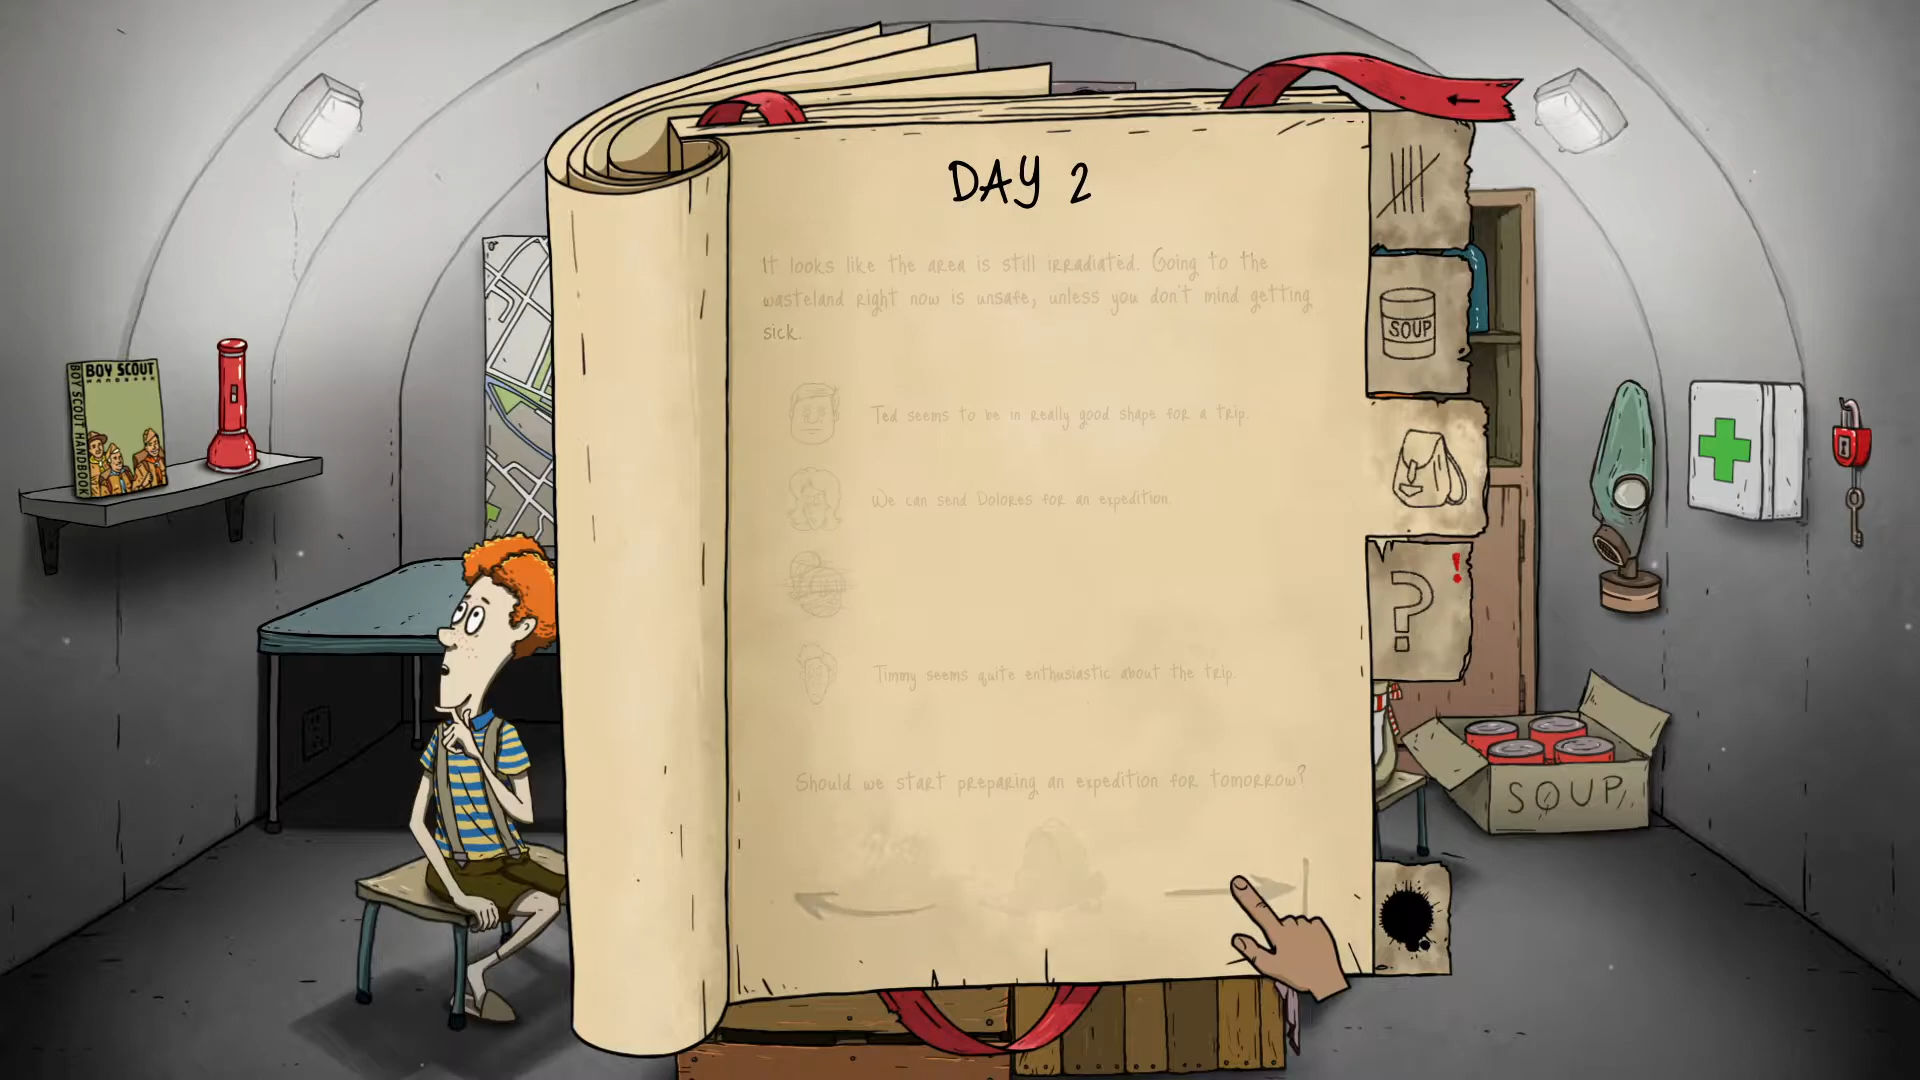 DAY 2
It looks like the area is still irradiated. Going to the
wasteland right now is unsafe, unless you don't mind getting
sick.
Ted seems to be in really good shape for a trip.
We can send Dolores for an expedition.
Timmy seems quite enthusiastic about the trip.
Should we start preparing an expedition for tomorrow?
BOY SCOUT
HANDBOOK
BOY SCOUT HANDBOOK
SOUP
?
!
SOUP